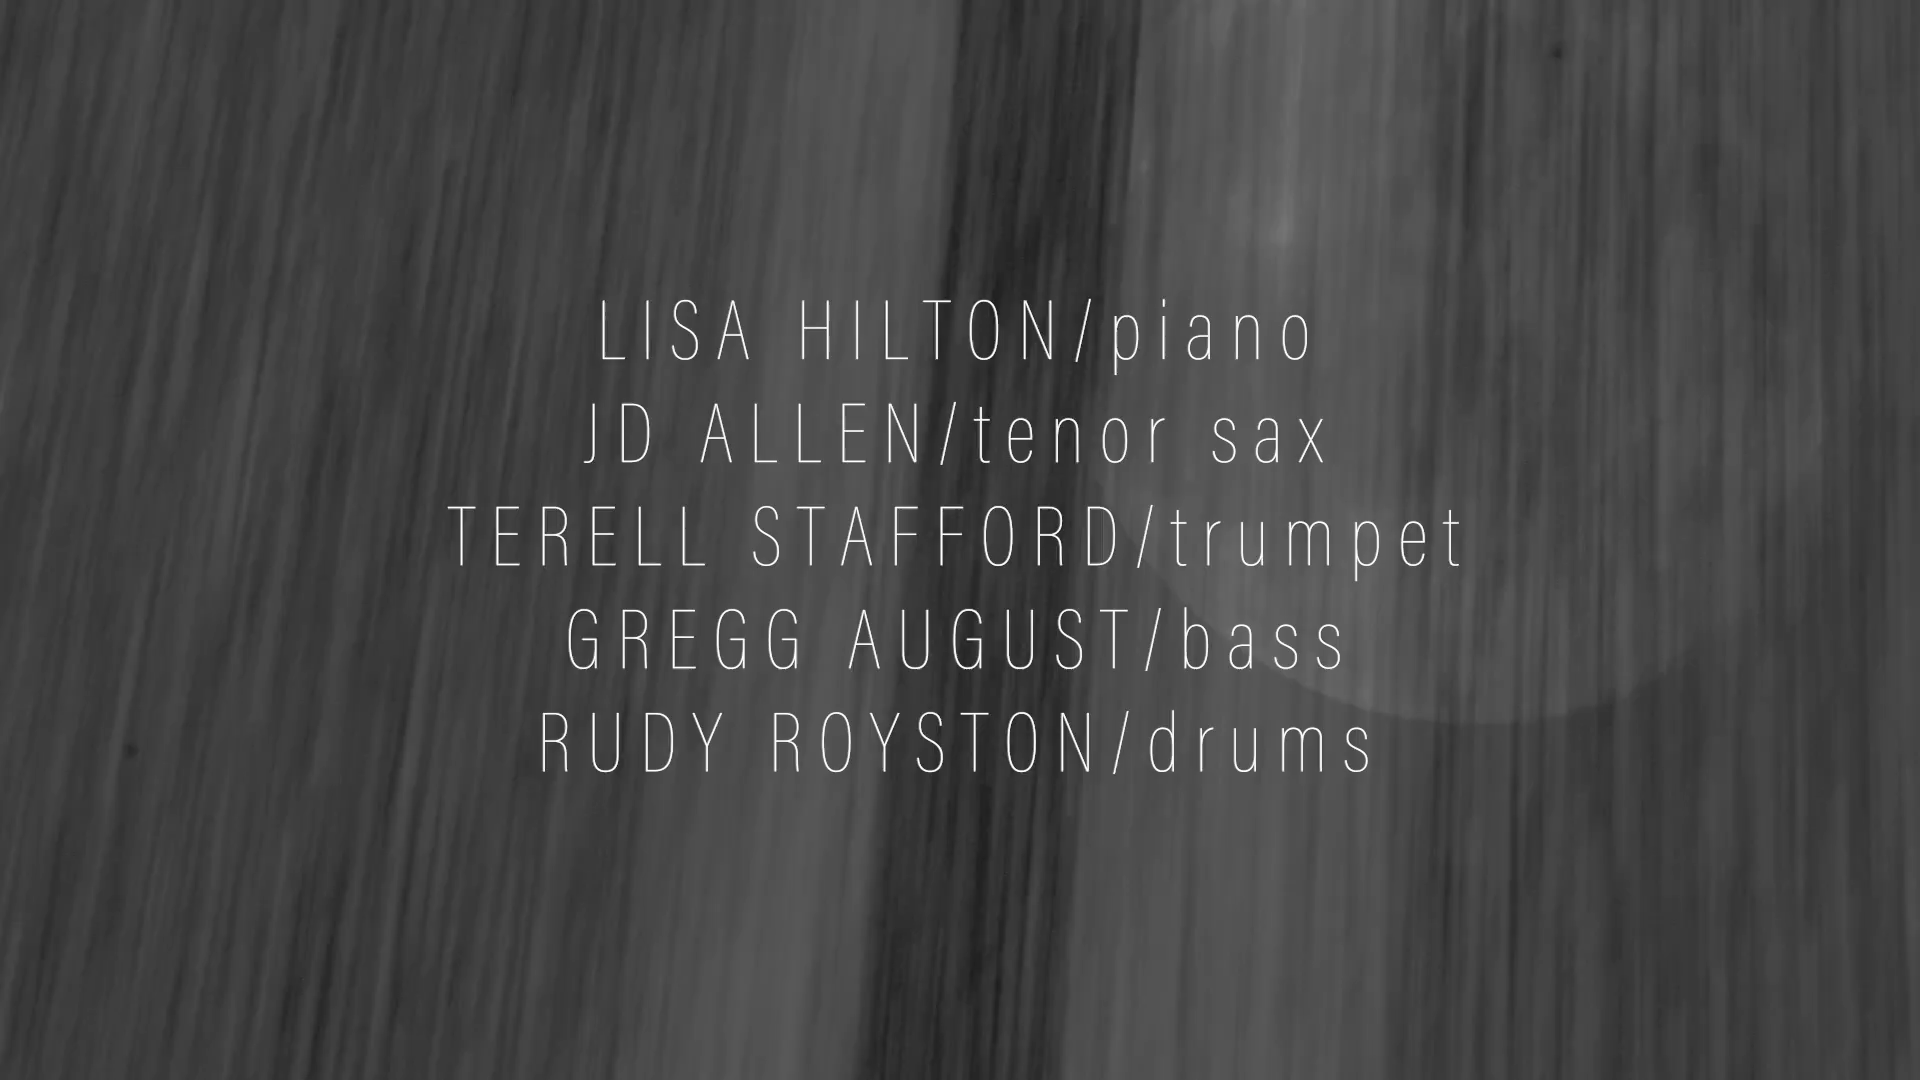 LISA HILTON/piano
JD ALLEN/tenor sax
TERELL STAFFORD/trumpet
GREGG AUGUST/bass
RUDY ROYSTON/drums